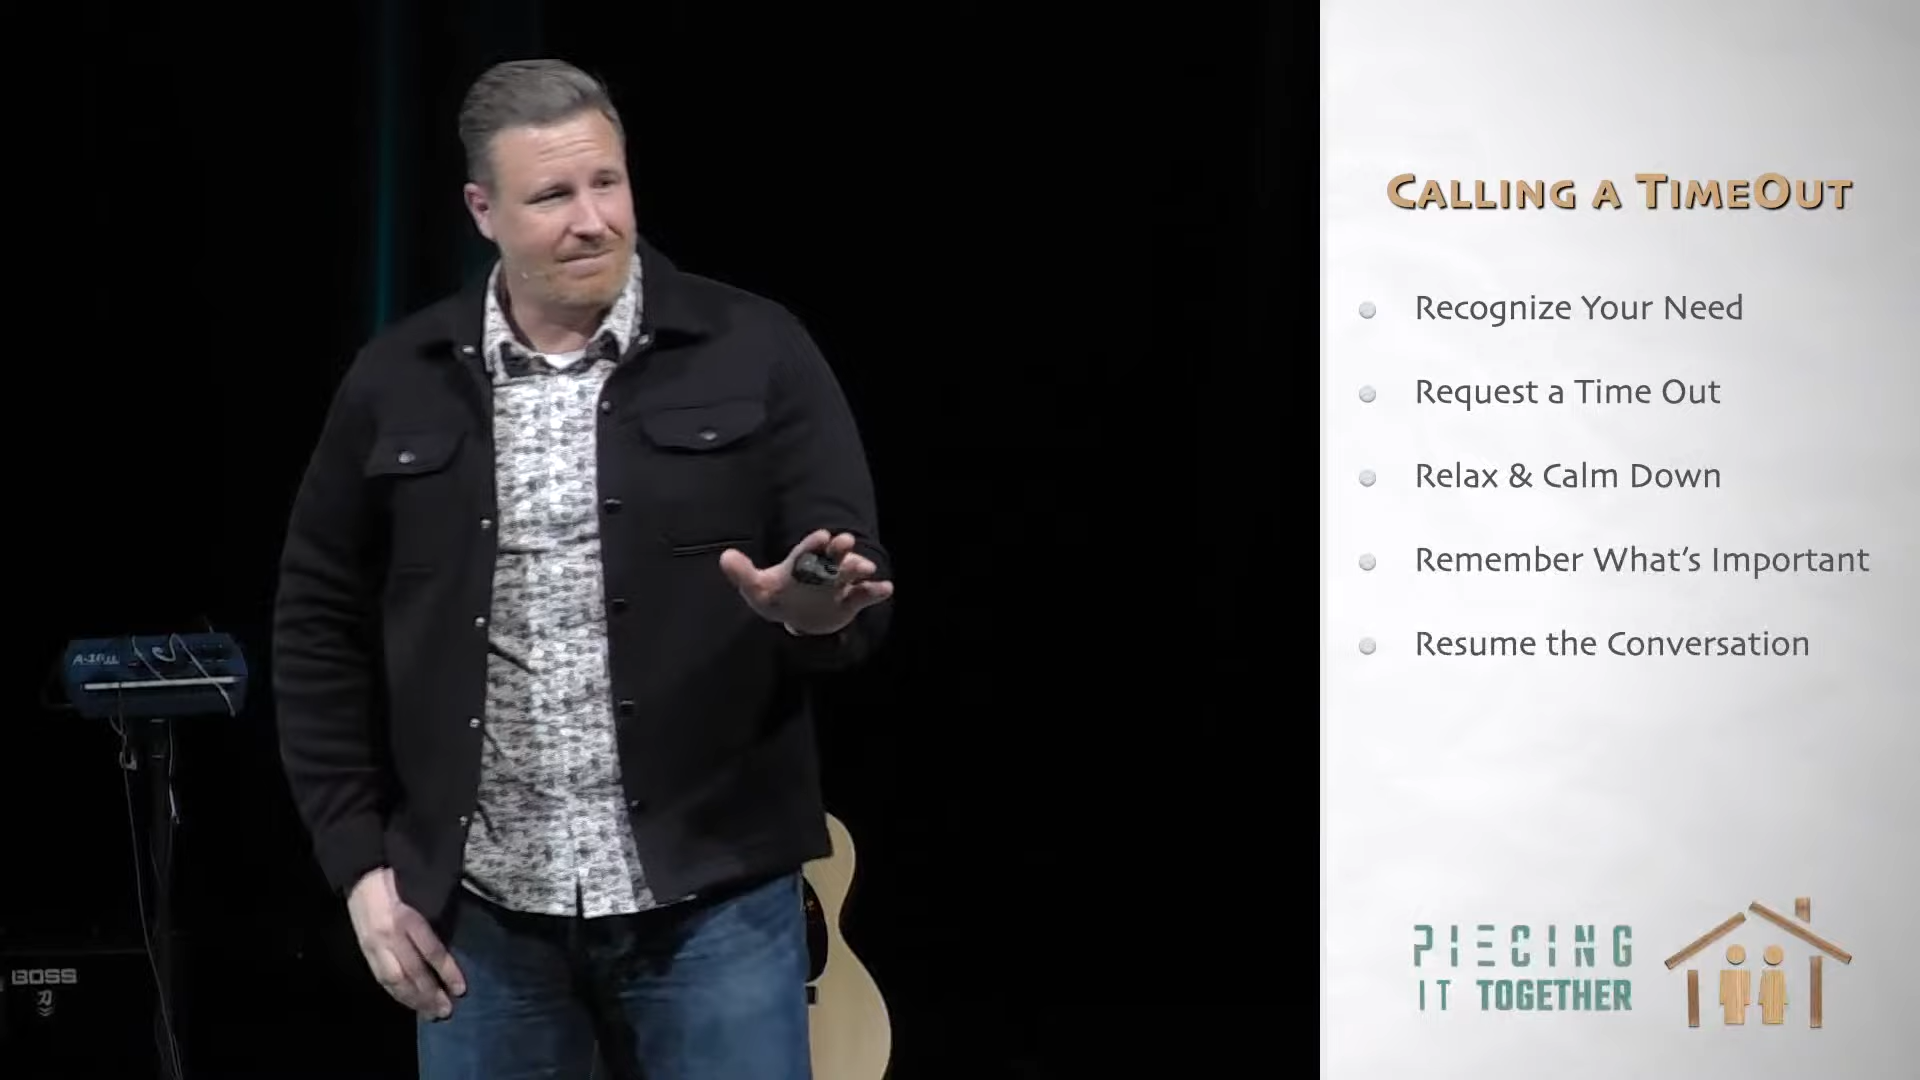 CALLING A TIMEOUT
Recognize Your Need
Request a Time Out
Relax & Calm Down
Remember What's Important
Resume the Conversation
PIECING
IT TOGETHER
A-16u
BOSS